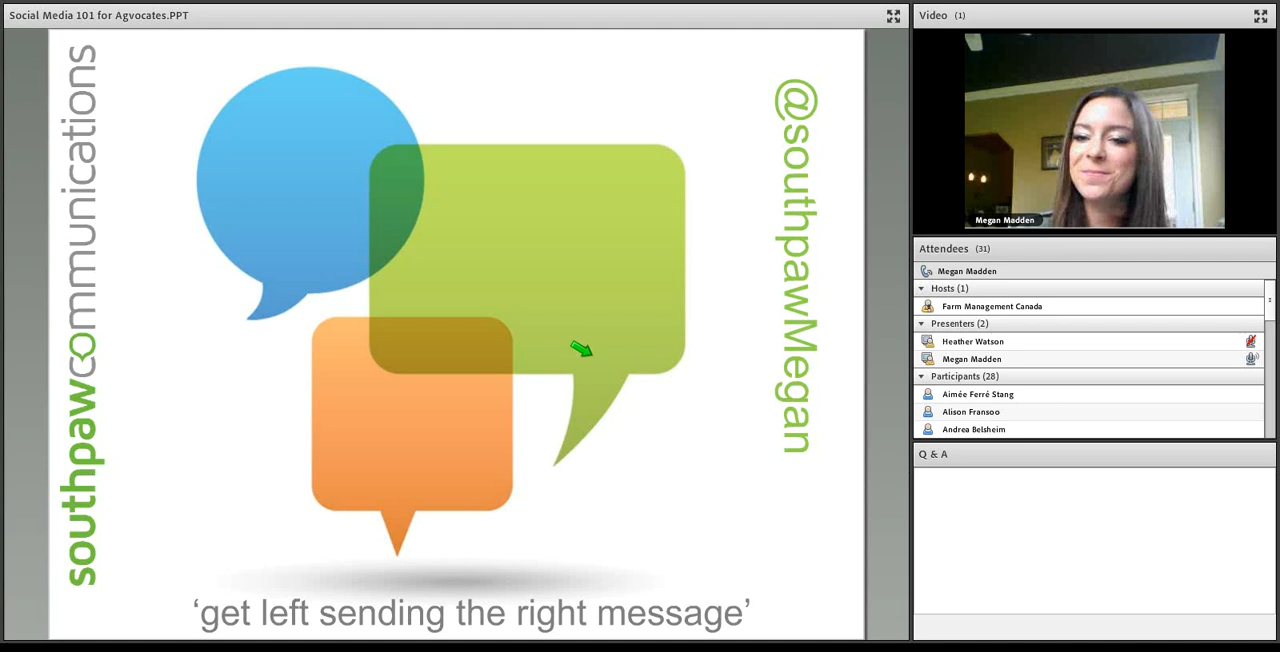 Social Media 101 for Agvocates.PPT
southpawcommunications
@southpawMegan
‘get left sending the right message’
Video (1)
Megan Madden
Attendees (31)
Megan Madden
Hosts (1)
Farm Management Canada
Presenters (2)
Heather Watson
Megan Madden
Participants (28)
Aimée Ferré Stang
Alison Fransoo
Andrea Belsheim
Q & A